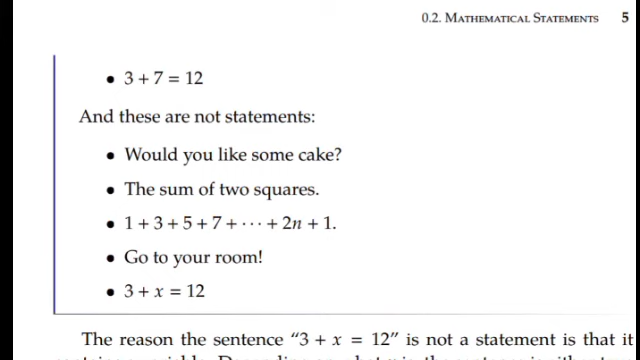 0.2. Mathematical Statements 5
• 3 + 7 = 12
And these are not statements:
• Would you like some cake?
• The sum of two squares.
• 1 + 3 + 5 + 7 + ··· + 2n + 1.
• Go to your room!
• 3 + x = 12
The reason the sentence “3 + x = 12” is not a statement is that it